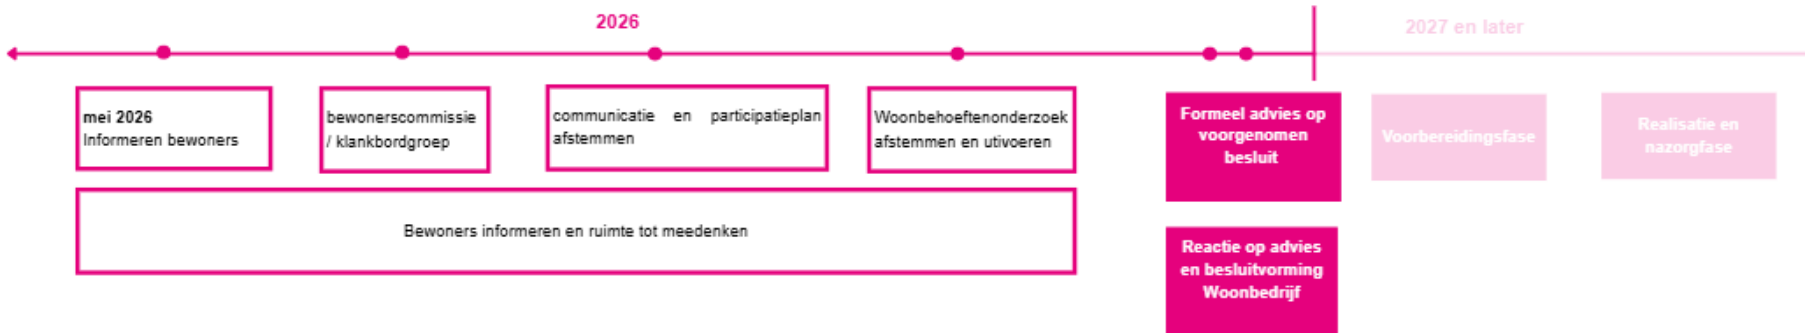 2026
2027 en later
mei 2026
Informeren bewoners
bewonerscommissie
/ klankbordgroep
communicatie en participatieplan
afstemmen
Woonbehoeftenonderzoek
afstemmen en utivoeren
Formeel advies op
voorgenomen
besluit
Voorbereidingsfase
Realisatie en
nazorgfase
Bewoners informeren en ruimte tot meedenken
Reactie op advies
en besluitvorming
Woonbedrijf